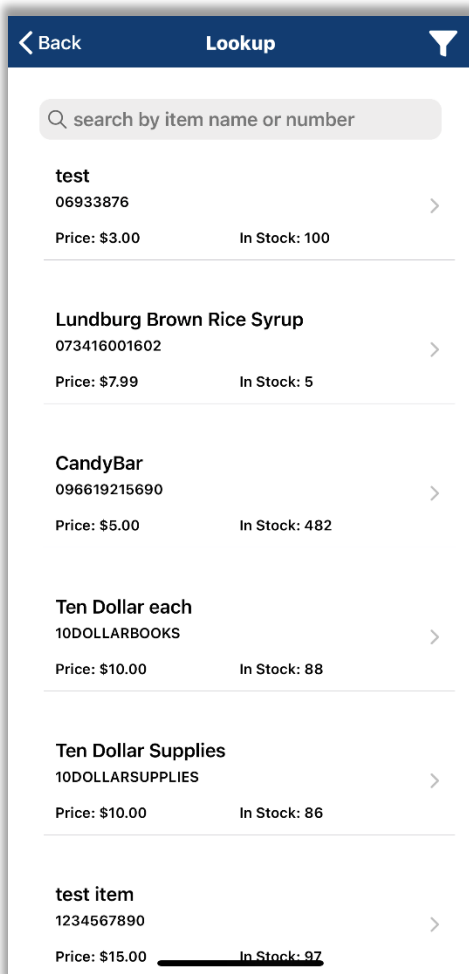 Back Lookup
search by item name or number
test
06933876
Price: $3.00 In Stock: 100
Lundburg Brown Rice Syrup
073416001602
Price: $7.99 In Stock: 5
CandyBar
096619215690
Price: $5.00 In Stock: 482
Ten Dollar each
10DOLLARBOOKS
Price: $10.00 In Stock: 88
Ten Dollar Supplies
10DOLLARSUPPLIES
Price: $10.00 In Stock: 86
test item
1234567890
Price: $15.00 In Stock: 97